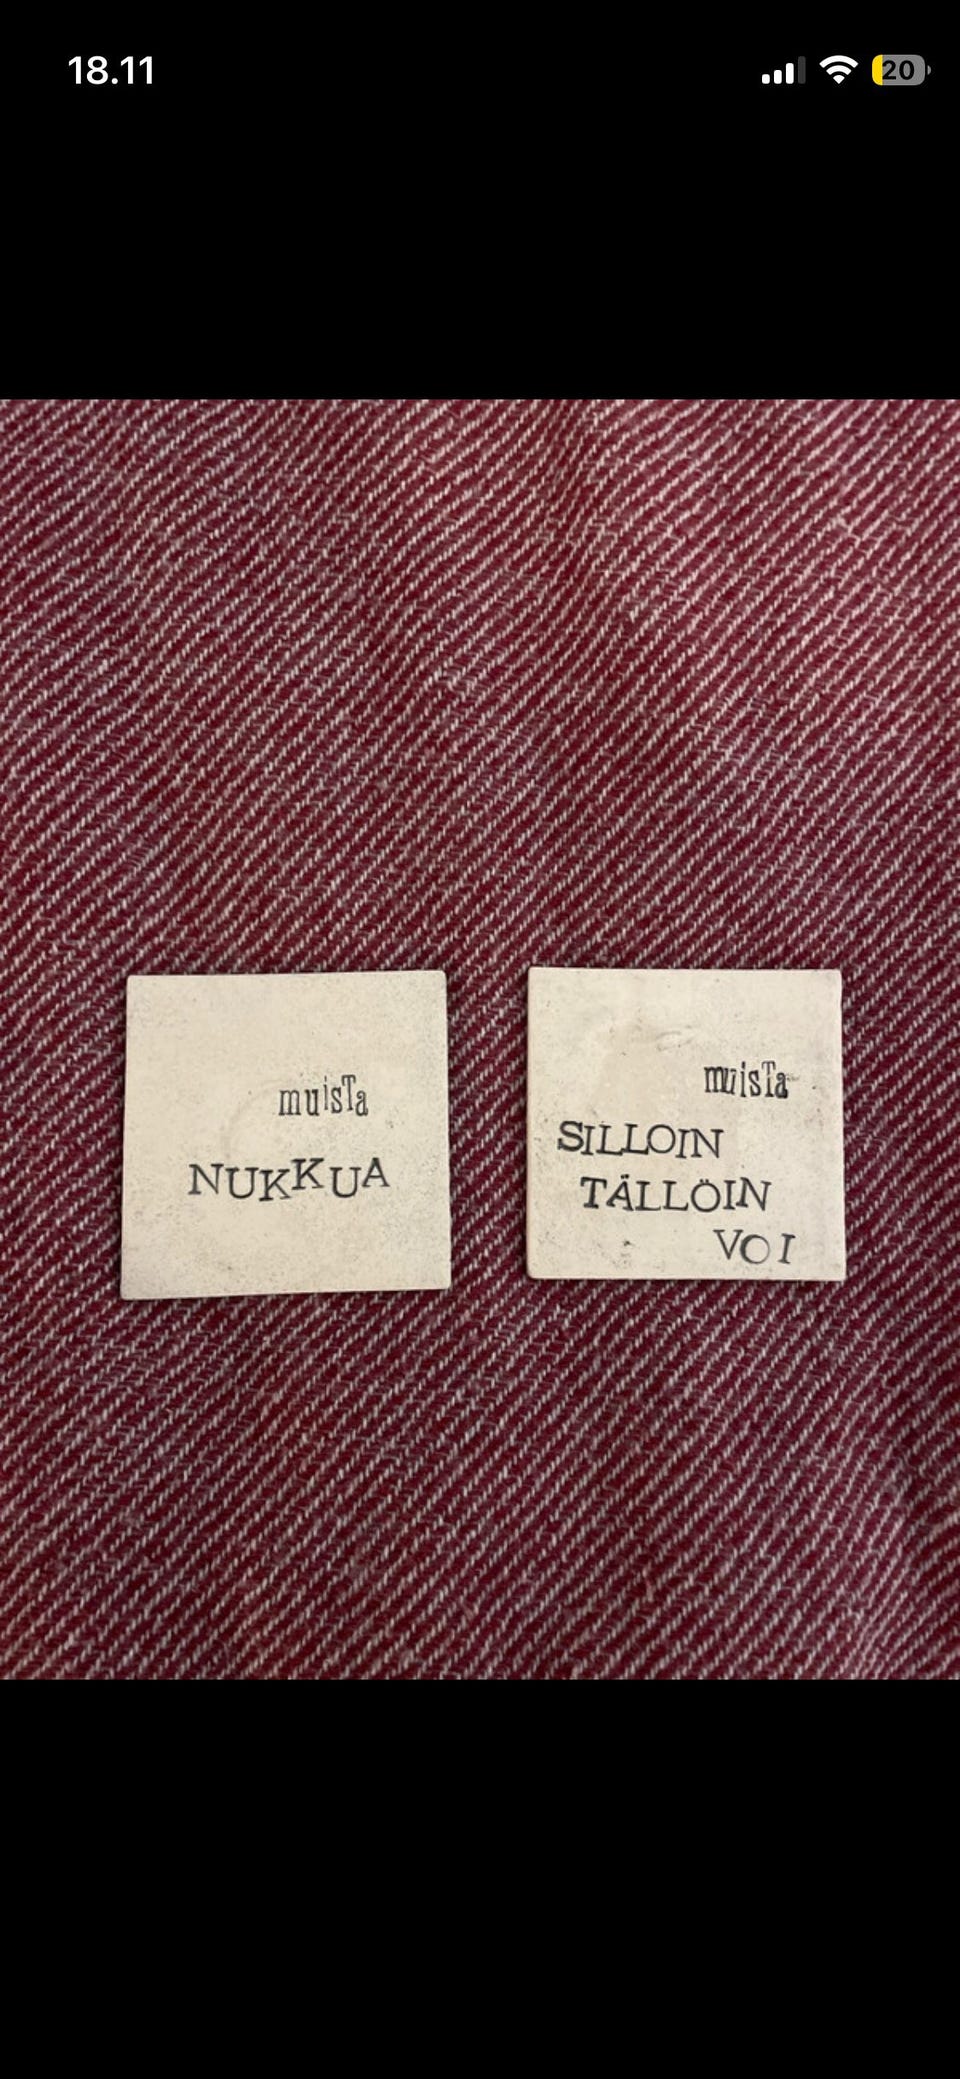 18.11
20
muisTa
NUKKUA
muisTa
SILLOIN
TÄLLÖIN
VOI